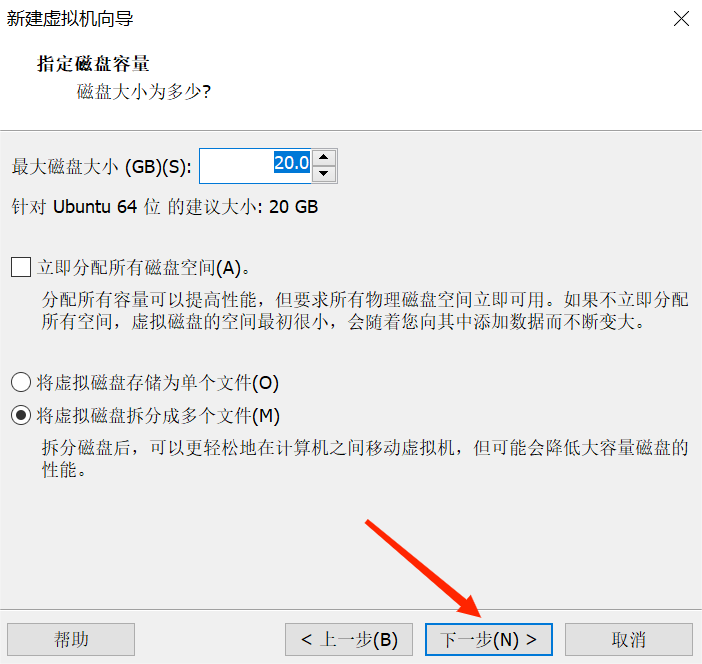 新建虚拟机向导
指定磁盘容量
磁盘大小为多少?
最大磁盘大小 (GB)(S): 20.0
针对 Ubuntu 64 位 的建议大小: 20 GB
立即分配所有磁盘空间(A)。
分配所有容量可以提高性能，但要求所有物理磁盘空间立即可用。如果不立即分配
所有空间，虚拟磁盘的空间最初很小，会随着您向其中添加数据而不断变大。
将虚拟磁盘存储为单个文件(O)
将虚拟磁盘拆分成多个文件(M)
拆分磁盘后，可以更轻松地在计算机之间移动虚拟机，但可能会降低大容量磁盘的
性能。
帮助 < 上一步(B) 下一步(N) > 取消